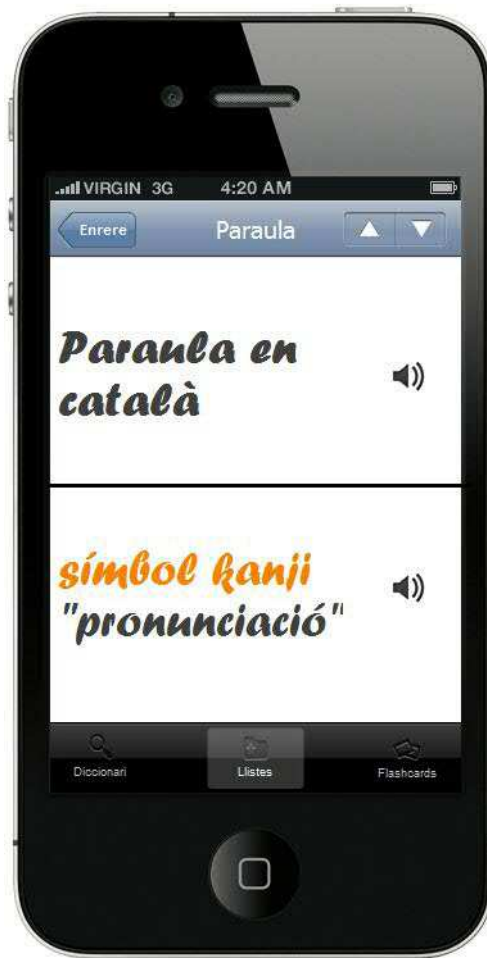 VIRGIN 3G 4:20 AM
Enrere Paraula
Paraula en
català
símbol kanji
"pronunciació"
Diccionari Llistes Flashcards